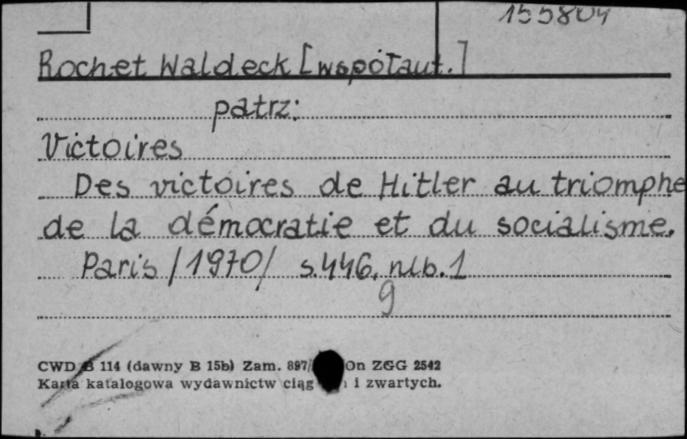 155804
Rochet Waldeck [współaut.]
patrz:
Victoires
Des victoires de Hitler au triomphe
de la démocratie et du socialisme.
Paris /1970/ s. 446, nlb. 1
9
CWD B 114 (dawny B 15b) Zam. 897/ On ZGG 2542
Karta katalogowa wydawnictw ciąg i zwartych.